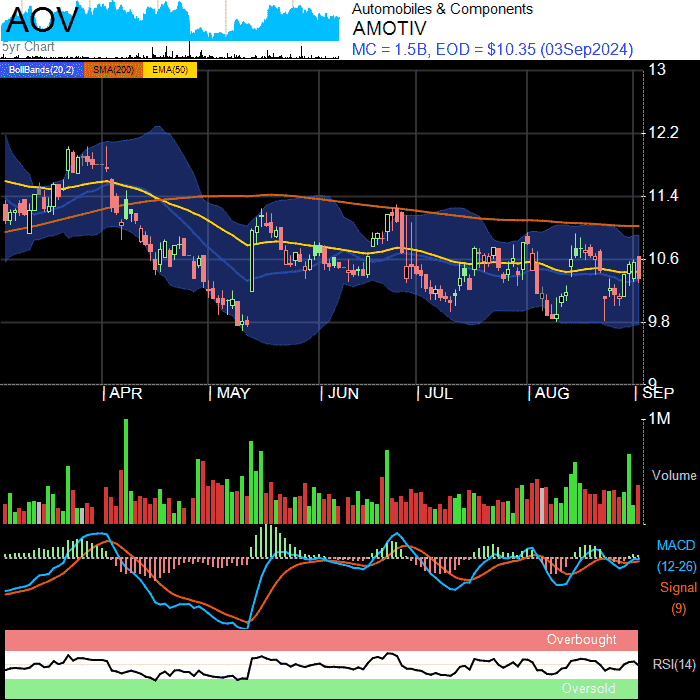 AOV
Automobiles & Components
AMOTIV
5yr Chart
MC = 1.5B, EOD = $10.35 (03Sep2024)
BollBands(20,2) SMA(200) EMA(50)
13
12.2
11.4
10.6
9.8
9
APR MAY JUN JUL AUG SEP
1M
Volume
MACD
(12-26)
Signal
(9)
Overbought
RSI(14)
Oversold